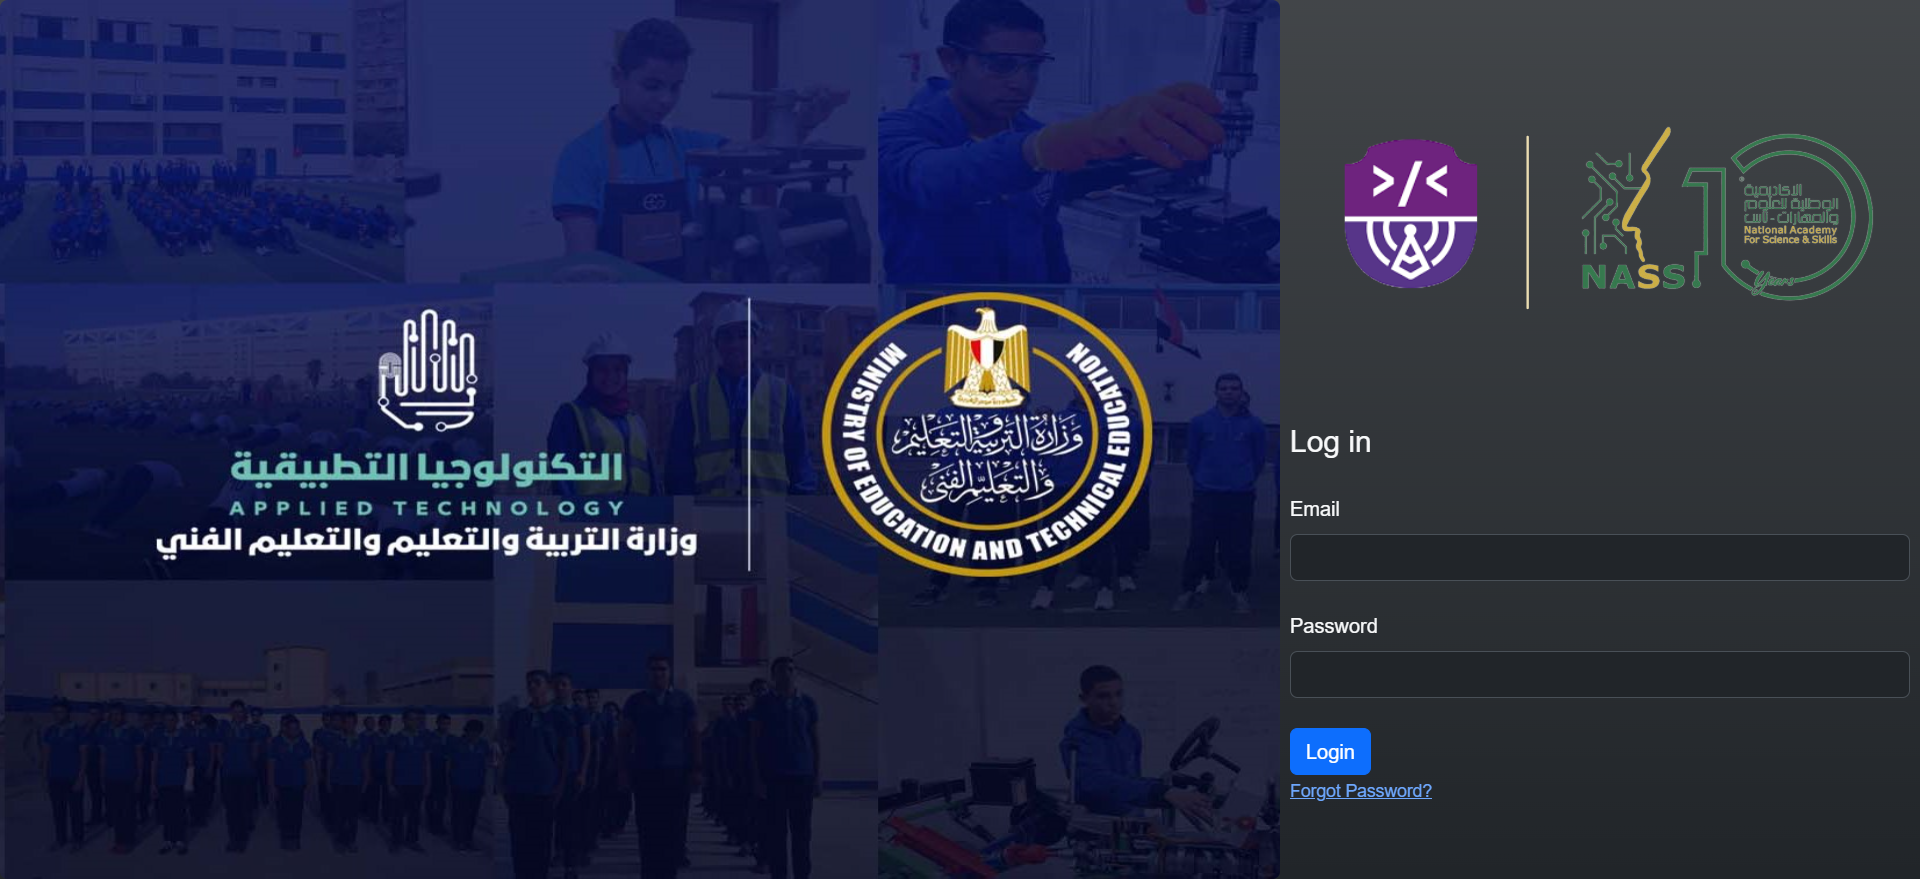 التكنولوجيا التطبيقية
APPLIED TECHNOLOGY
وزارة التربية والتعليم والتعليم الفني
MINISTRY OF EDUCATION AND TECHNICAL EDUCATION
وزارة التربية والتعليم
والتعليم الفني
>/<
10
الاكاديمية
الوطنية للعلوم
والمهارات - ناس
National Academy
For Science & Skills
NASS
Years
Log in
Email
Password
Login
Forgot Password?